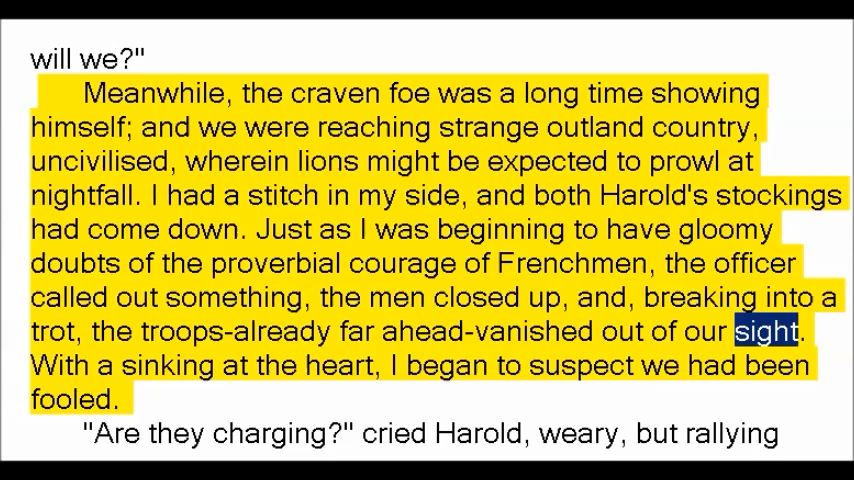 will we?"
Meanwhile, the craven foe was a long time showing
himself; and we were reaching strange outland country,
uncivilised, wherein lions might be expected to prowl at
nightfall. I had a stitch in my side, and both Harold's stockings
had come down. Just as I was beginning to have gloomy
doubts of the proverbial courage of Frenchmen, the officer
called out something, the men closed up, and, breaking into a
trot, the troops-already far ahead-vanished out of our sight.
With a sinking at the heart, I began to suspect we had been
fooled.
"Are they charging?" cried Harold, weary, but rallying